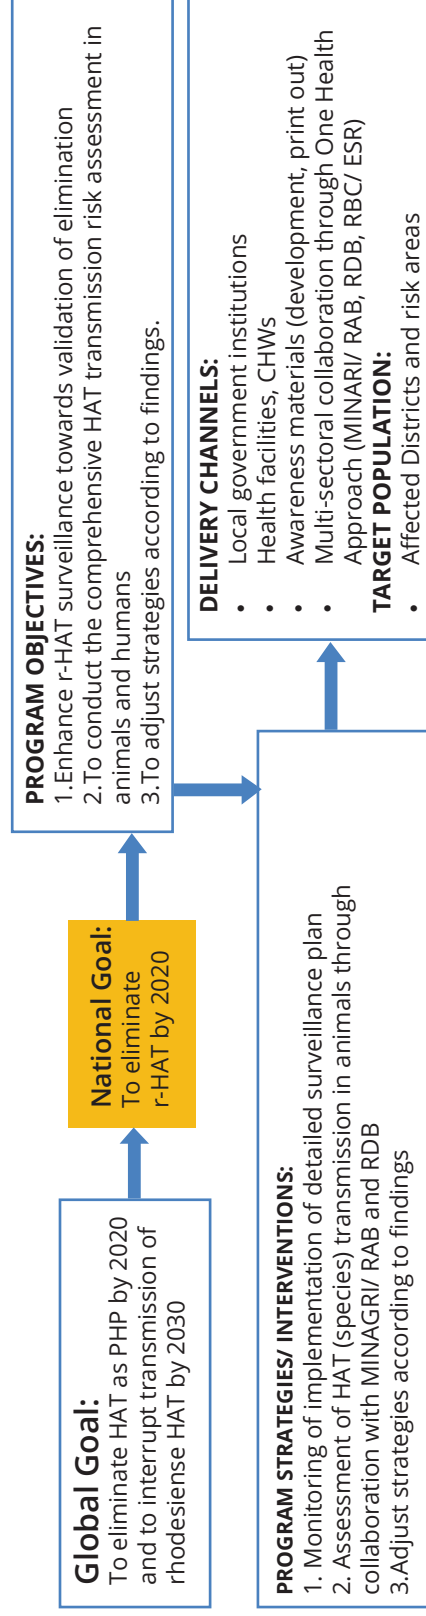 Global Goal:
To eliminate HAT as PHP by 2020
and to interrupt transmission of
rhodesiense HAT by 2030
National Goal:
To eliminate
r-HAT by 2020
PROGRAM OBJECTIVES:
1.Enhance r-HAT surveillance towards validation of elimination
2.To conduct the comprehensive HAT transmission risk assessment in
animals and humans
3.To adjust strategies according to findings.
PROGRAM STRATEGIES/ INTERVENTIONS:
1. Monitoring of implementation of detailed surveillance plan
2. Assessment of HAT (species) transmission in animals through
collaboration with MINAGRI/ RAB and RDB
3.Adjust strategies according to findings
DELIVERY CHANNELS:
• Local government institutions
• Health facilities, CHWs
• Awareness materials (development, print out)
• Multi-sectoral collaboration through One Health
Approach (MINARI/ RAB, RDB, RBC/ ESR)
TARGET POPULATION:
• Affected Districts and risk areas